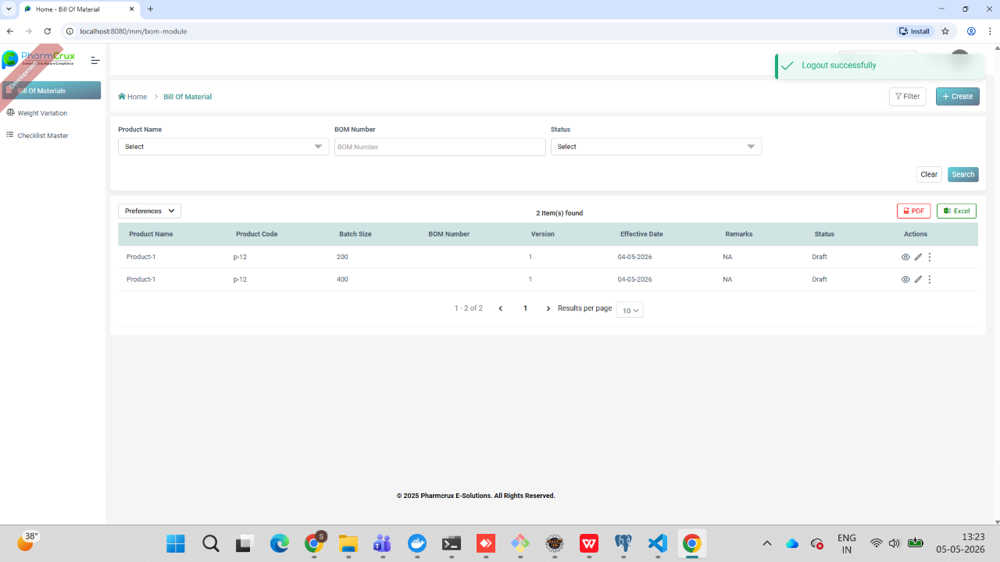 Home - Bill Of Material
localhost:8080/mm/bom-module
Install
PharmCrux
Development
Logout successfully
Bill Of Materials
Weight Variation
Checklist Master
Home > Bill Of Material
Filter
+ Create
Product Name BOM Number Status
Select BOM Number Select
Clear Search
Preferences
2 Item(s) found
PDF Excel
Product Name Product Code Batch Size BOM Number Version Effective Date Remarks Status Actions
Product-1 p-12 200 1 04-05-2026 NA Draft
Product-1 p-12 400 1 04-05-2026 NA Draft
1 - 2 of 2 1 Results per page 10
© 2025 Pharmcrux E-Solutions. All Rights Reserved.
38°
S
ENG
IN
13:23
05-05-2026